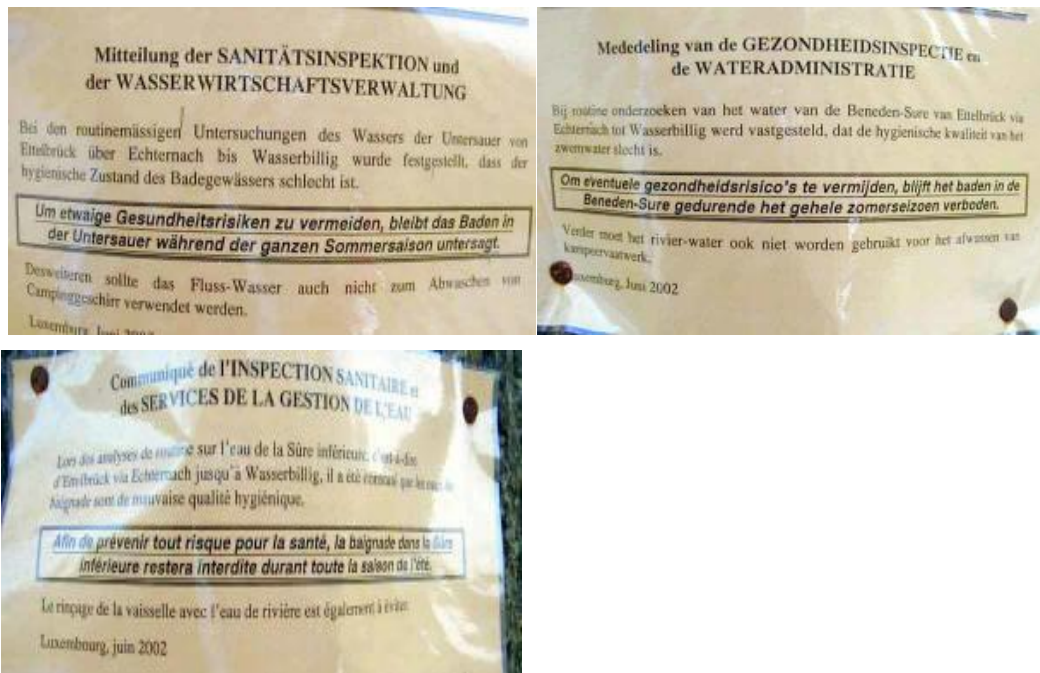 Mitteilung der SANITÄTSINSPEKTION und
der WASSERWIRTSCHAFTSVERWALTUNG
Bei den routinemässigen Untersuchungen des Wassers der Untersauer von
Ettelbrück über Echternach bis Wasserbillig wurde festgestellt, dass der
hygienische Zustand des Badegewässers schlecht ist.
Um etwaige Gesundheitsrisiken zu vermeiden, bleibt das Baden in
der Untersauer während der ganzen Sommersaison untersagt.
Desweiteren sollte das Fluss-Wasser auch nicht zum Abwaschen von
Campinggeschirr verwendet werden.
Luxemburg, Juni
Mededeling van de GEZONDHEIDSINSPECTIE en
de WATERADMINISTRATIE
Bij routine onderzoeken van het water van de Beneden-Sure van Ettelbrück via
Echternach tot Wasserbillig werd vastgesteld, dat de hygienische kwaliteit van het
zwemwater slecht is.
Om eventuele gezondheidsrisico's te vermijden, blijft het baden in de
Beneden-Sure gedurende het gehele zomerseizoen verboden.
Verder moet het rivier-water ook niet worden gebruikt voor het afwassen van
kampeervaatwerk.
Luxemburg, Juni 2002
Communiqué de l'INSPECTION SANITAIRE et
des SERVICES DE LA GESTION DE L'EAU
Lors des analyses de routine sur l'eau de la Sûre inférieure, c'est-à-dire
d'Ettelbrück via Echternach jusqu'à Wasserbillig, il a été constaté que les eaux de
baignade sont de mauvaise qualité hygiénique.
Afin de prévenir tout risque pour la santé, la baignade dans la Sûre
inférieure restera interdite durant toute la saison de l'été.
Le rinçage de la vaisselle avec l'eau de rivière est également à éviter.
Luxembourg, juin 2002